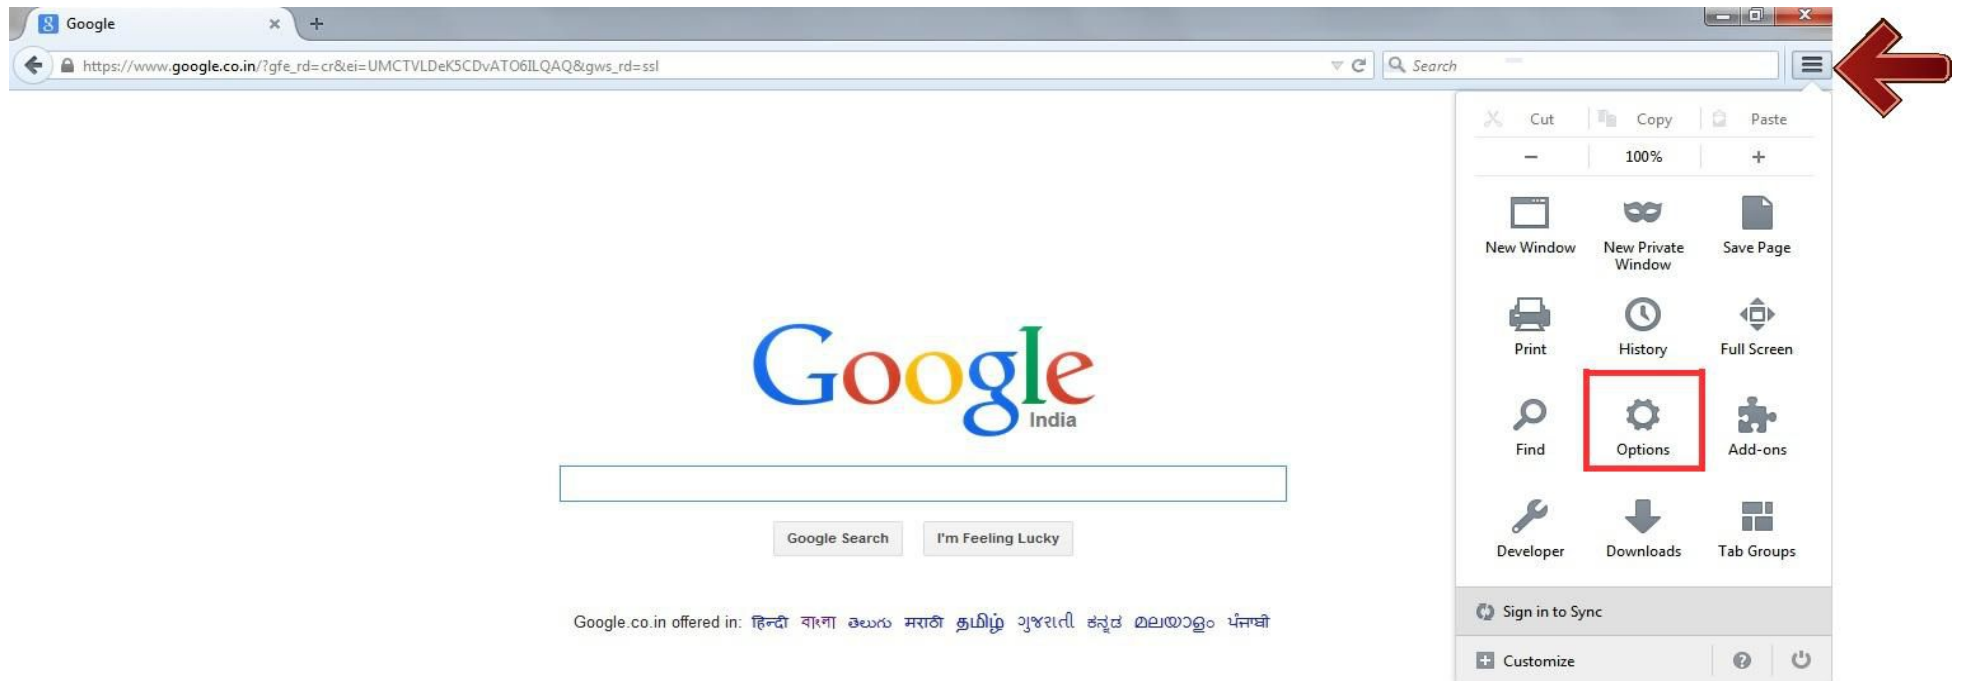 8 Google × +
https://www.google.co.in/?gfe_rd=cr&ei=UMCTVLDeK5CDvATO6ILQAQ&gws_rd=ssl
Search
Cut Copy Paste
− 100% +
New Window New Private Window Save Page
Print History Full Screen
Google
India
Find Options Add-ons
Google Search I'm Feeling Lucky
Developer Downloads Tab Groups
Google.co.in offered in: हिन्दी বাংলা తెలుగు मराठी தமிழ் ગુજરાતી ಕನ್ನಡ മലയാളം ਪੰਜਾਬੀ
Sign in to Sync
Customize ?